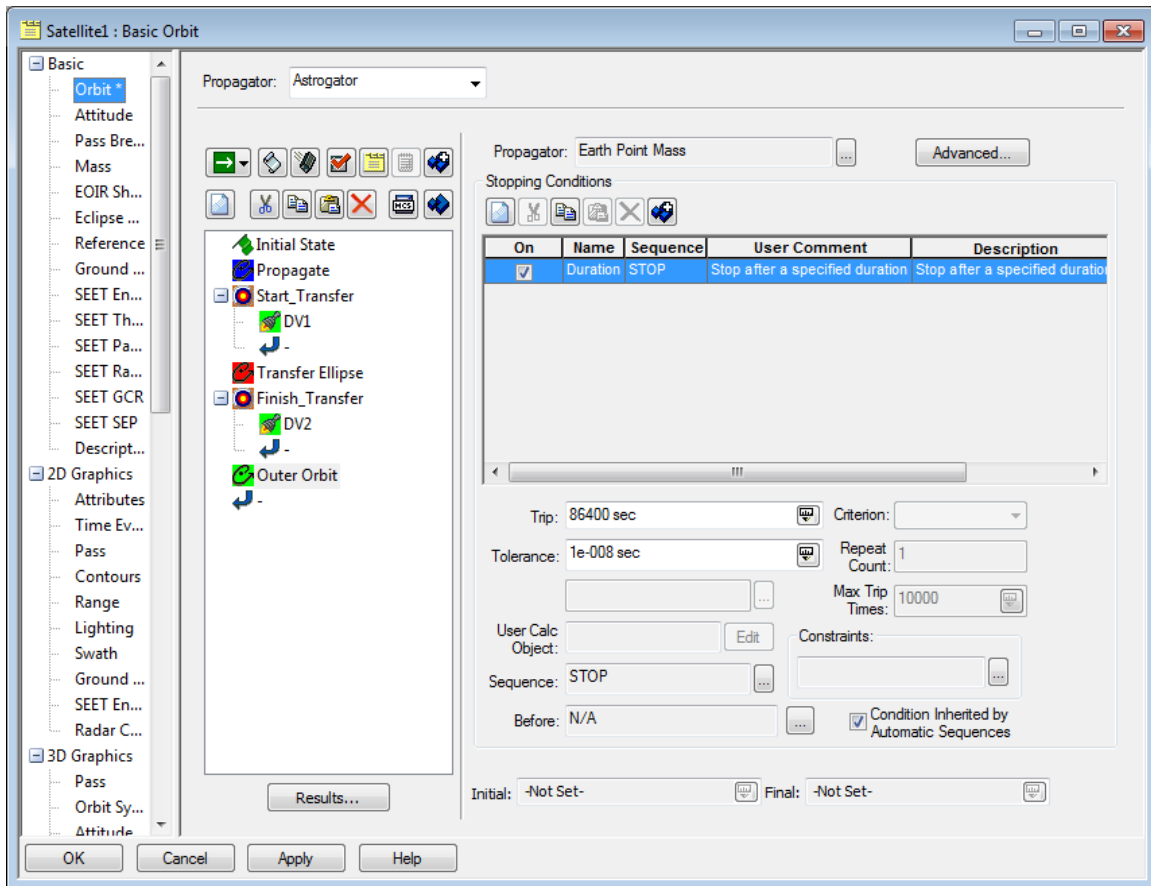 Satellite1 : Basic Orbit
Basic
Orbit *
Attitude
Pass Bre...
Mass
EOIR Sh...
Eclipse ...
Reference
Ground ...
SEET En...
SEET Th...
SEET Pa...
SEET Ra...
SEET GCR
SEET SEP
Descript...
2D Graphics
Attributes
Time Ev...
Pass
Contours
Range
Lighting
Swath
Ground ...
SEET En...
Radar C...
3D Graphics
Pass
Orbit Sy...
Attitude
Propagator: Astrogator
MCS
Initial State
Propagate
Start_Transfer
DV1
-
Transfer Ellipse
Finish_Transfer
DV2
-
Outer Orbit
-
Results...
Propagator: Earth Point Mass ... Advanced...
Stopping Conditions
On Name Sequence User Comment Description
Duration STOP Stop after a specified duration Stop after a specified duration
Trip: 86400 sec Criterion:
Tolerance: 1e-008 sec Repeat Count: 1
... Max Trip Times: 10000
User Calc Object: Edit Constraints:
...
Sequence: STOP ...
Before: N/A ... Condition Inherited by
Automatic Sequences
Initial: -Not Set- Final: -Not Set-
OK Cancel Apply Help